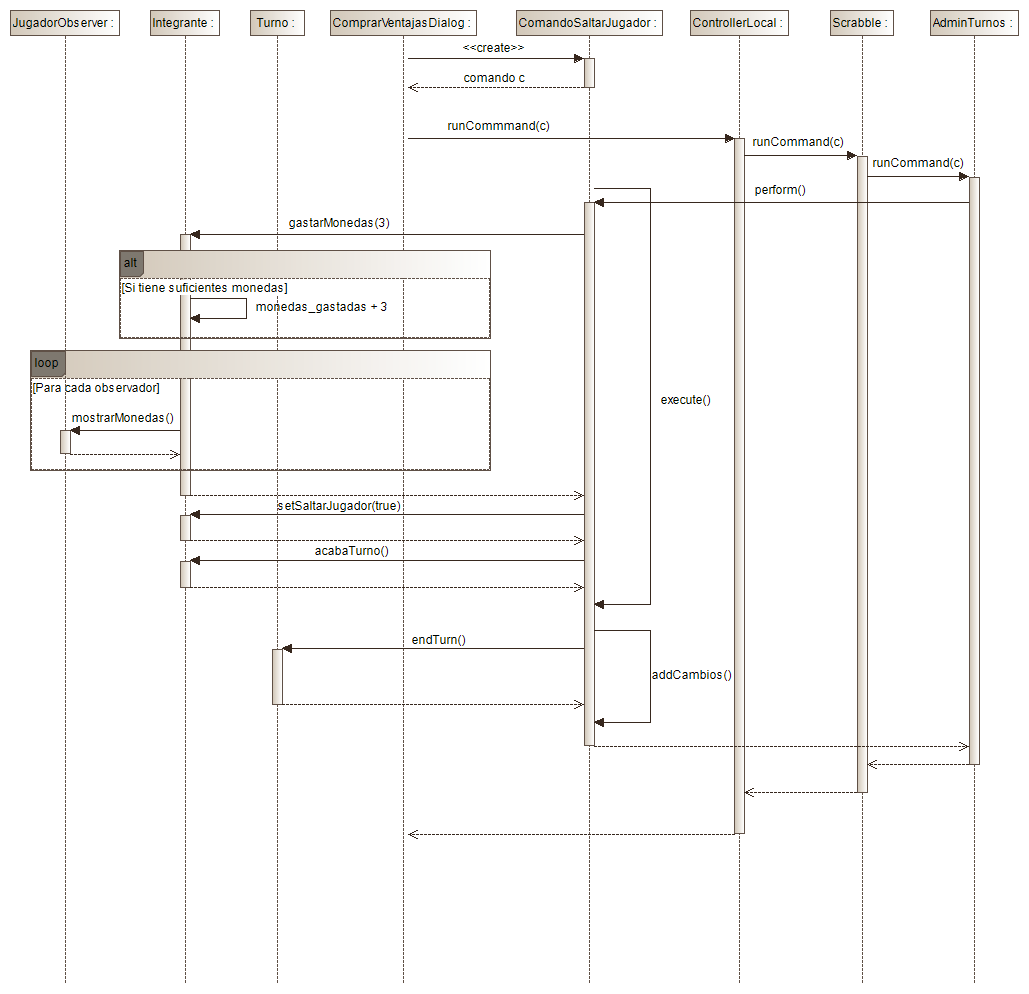 JugadorObserver :
Integrante :
Turno :
ComprarVentajasDialog :
ComandoSaltarJugador :
ControllerLocal :
Scrabble :
AdminTurnos :
<<create>>
comando c
runCommmand(c)
runCommand(c)
runCommand(c)
perform()
gastarMonedas(3)
alt
[Si tiene suficientes monedas]
monedas_gastadas + 3
loop
[Para cada observador]
execute()
mostrarMonedas()
setSaltarJugador(true)
acabaTurno()
endTurn()
addCambios()